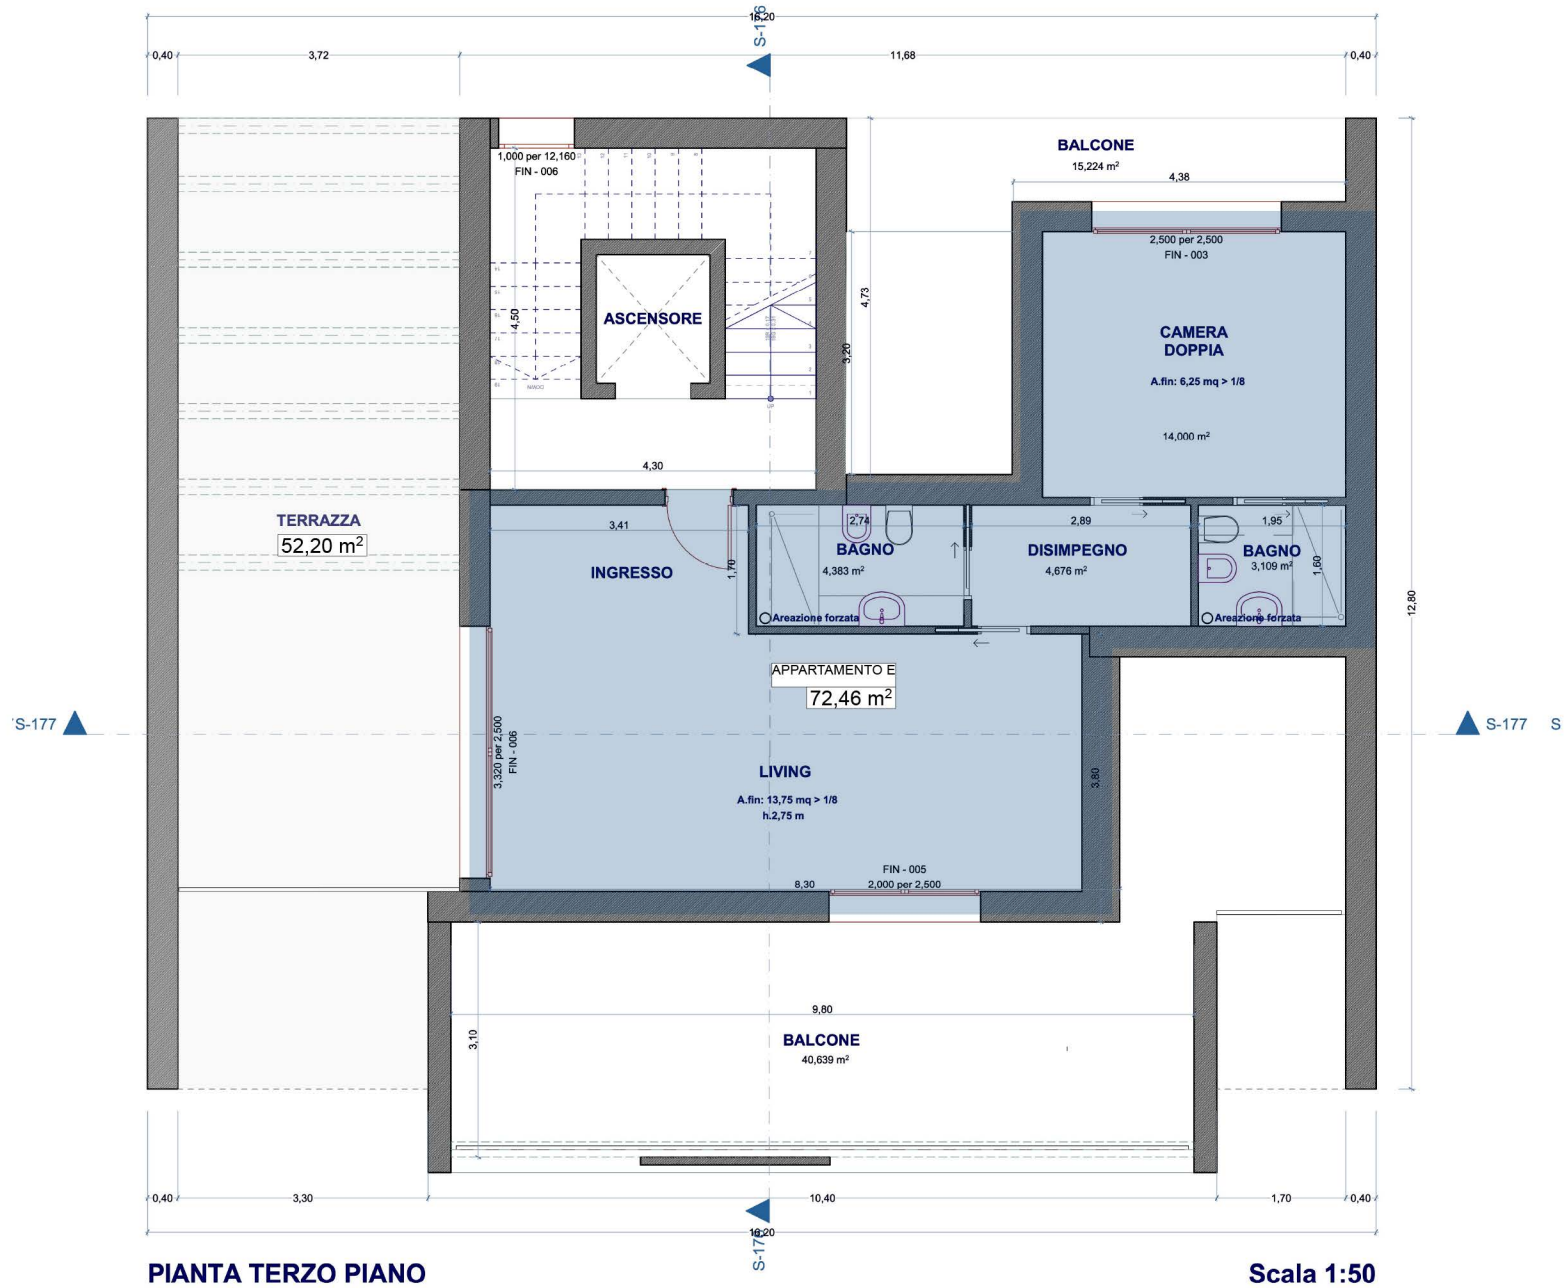 16,20
S-176
0,40
3,72
11,68
0,40
1,000 per 12,160
FIN - 006
BALCONE
15,224 m²
4,38
2,500 per 2,500
FIN - 003
4,50
ASCENSORE
4,73
3,20
CAMERA
DOPPIA
A.fin: 6,25 mq > 1/8
14,000 m²
DOWN
UP
4,30
TERRAZZA
52,20 m²
3,41
INGRESSO
1,70
2,74
BAGNO
4,383 m²
Areazione forzata
2,89
DISIMPEGNO
4,676 m²
1,95
BAGNO
3,109 m²
1,60
Areazione forzata
12,80
APPARTAMENTO E
72,46 m²
S-177
S-177
S
3,320 per 2,500
FIN - 006
LIVING
A.fin: 13,75 mq > 1/8
h.2,75 m
3,80
FIN - 005
8,30
2,000 per 2,500
9,80
3,10
BALCONE
40,639 m²
0,40
3,30
10,40
1,70
0,40
16,20
PIANTA TERZO PIANO
Scala 1:50